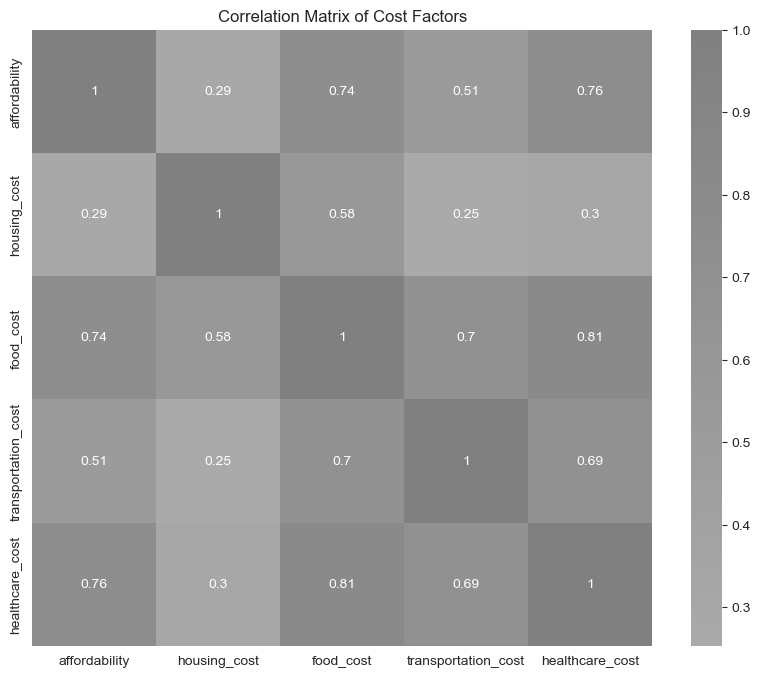 Correlation Matrix of Cost Factors
affordability 1 0.29 0.74 0.51 0.76
housing_cost 0.29 1 0.58 0.25 0.3
food_cost 0.74 0.58 1 0.7 0.81
transportation_cost 0.51 0.25 0.7 1 0.69
healthcare_cost 0.76 0.3 0.81 0.69 1
affordability housing_cost food_cost transportation_cost healthcare_cost
1.0
0.9
0.8
0.7
0.6
0.5
0.4
0.3